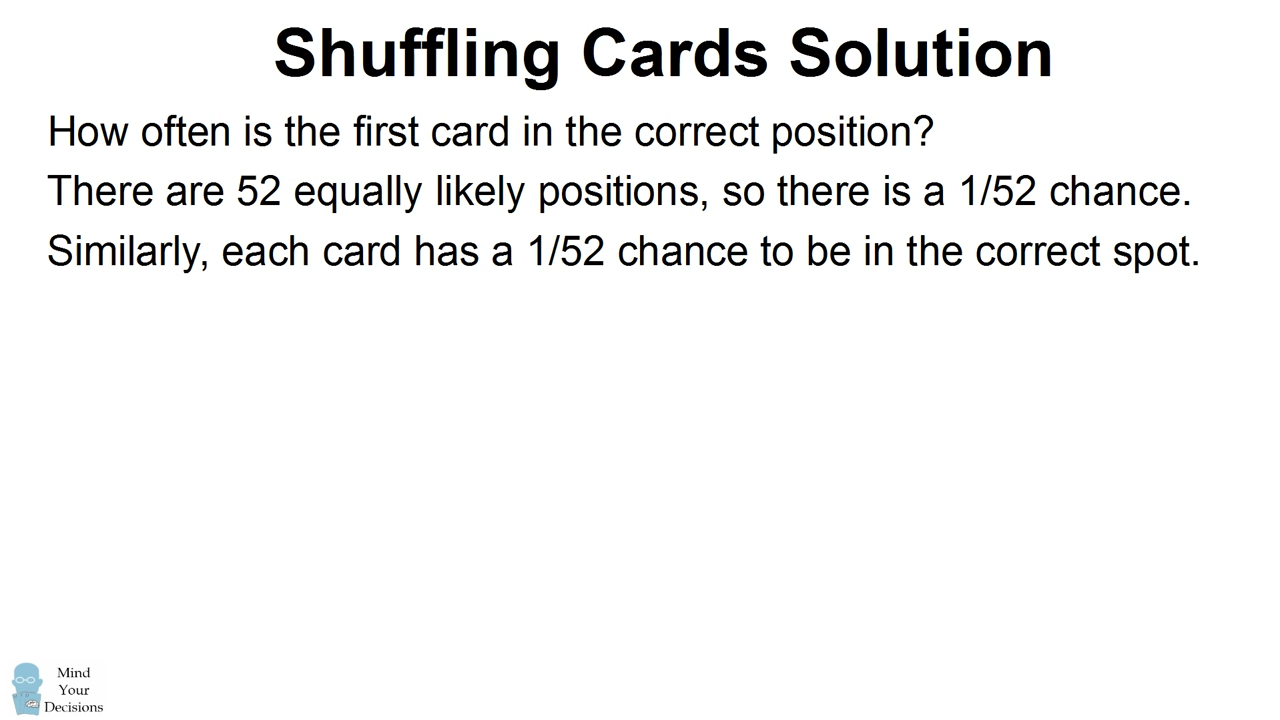 Shuffling Cards Solution
How often is the first card in the correct position?
There are 52 equally likely positions, so there is a 1/52 chance.
Similarly, each card has a 1/52 chance to be in the correct spot.
Mind
Your
Decisions